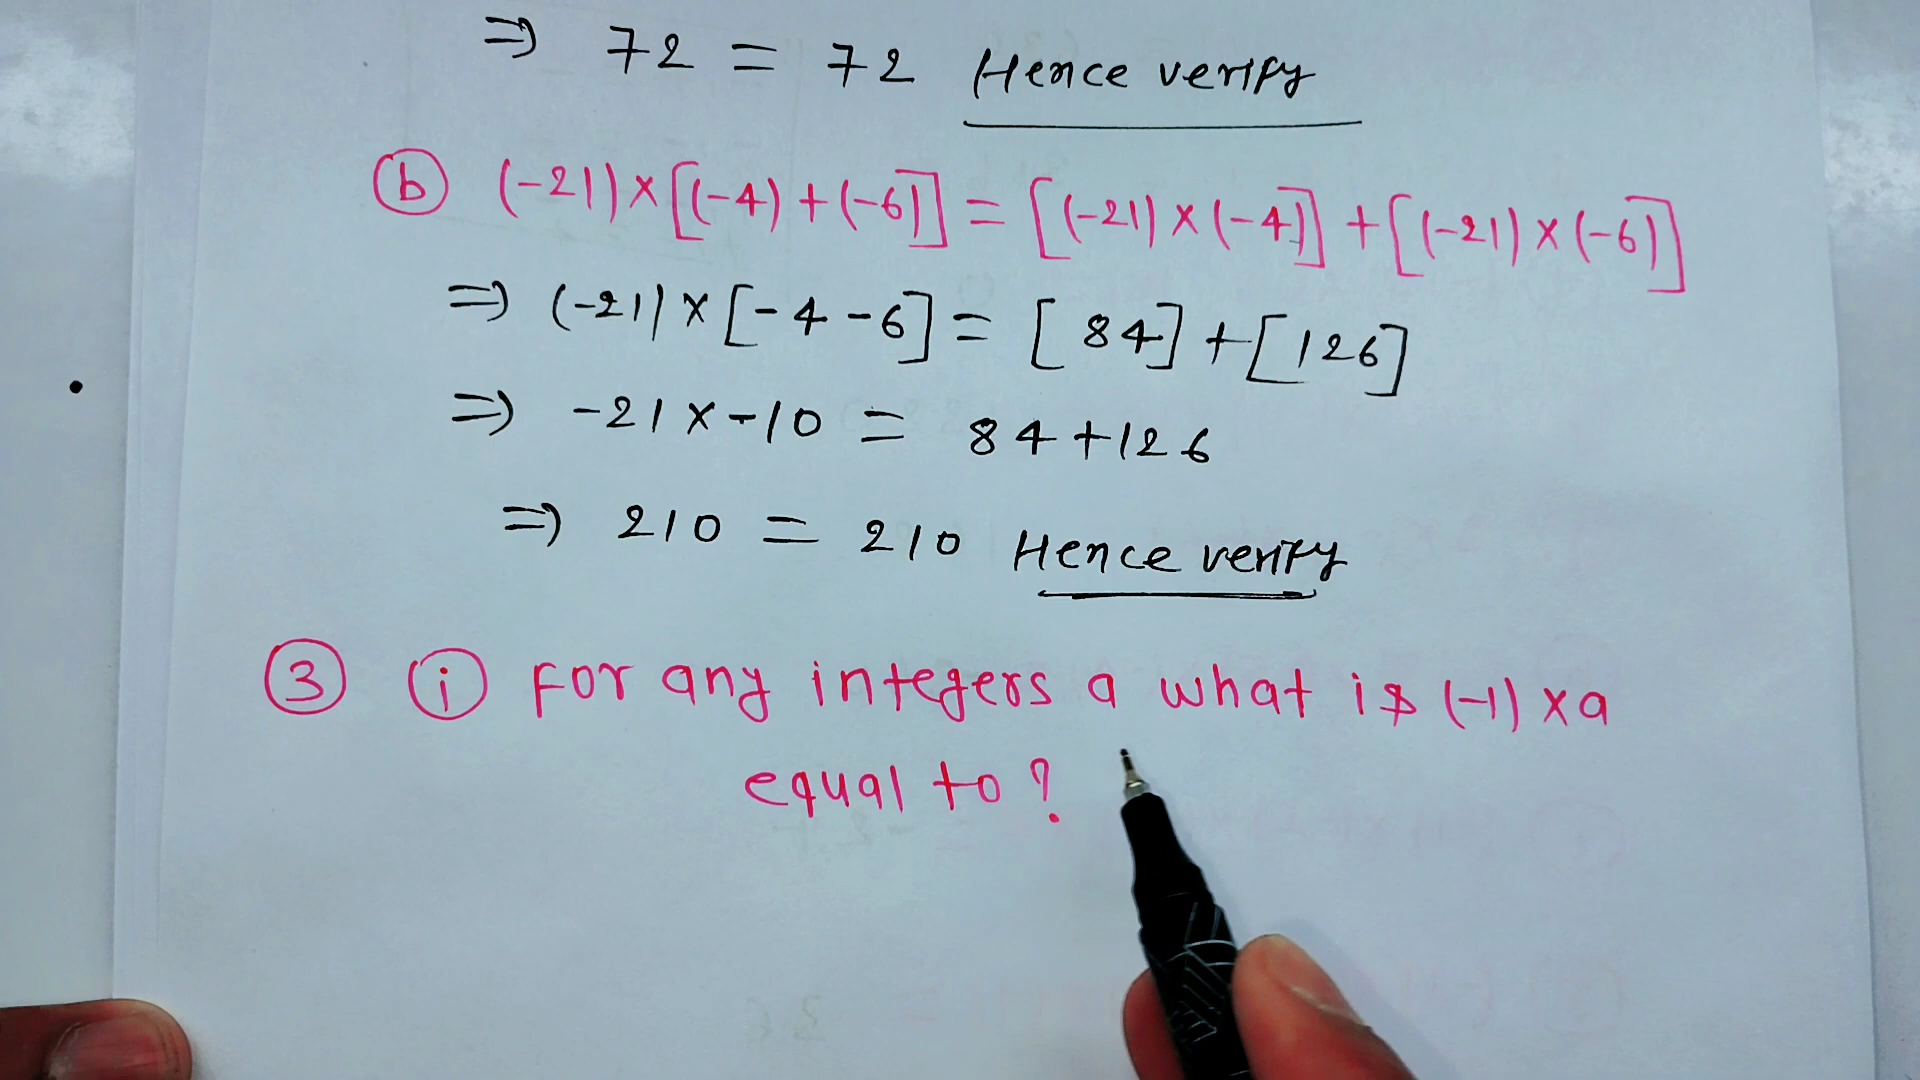 ⇒ 72 = 72 Hence verify
ⓑ (-21)×[(-4)+(-6)] = [(-21)×(-4)]+[(-21)×(-6)]
⇒ (-21)×[-4-6] = [84]+[126]
⇒ -21×-10 = 84+126
⇒ 210 = 210 Hence verify
③ ⓘ For any integers a what is (-1)×a
equal to?